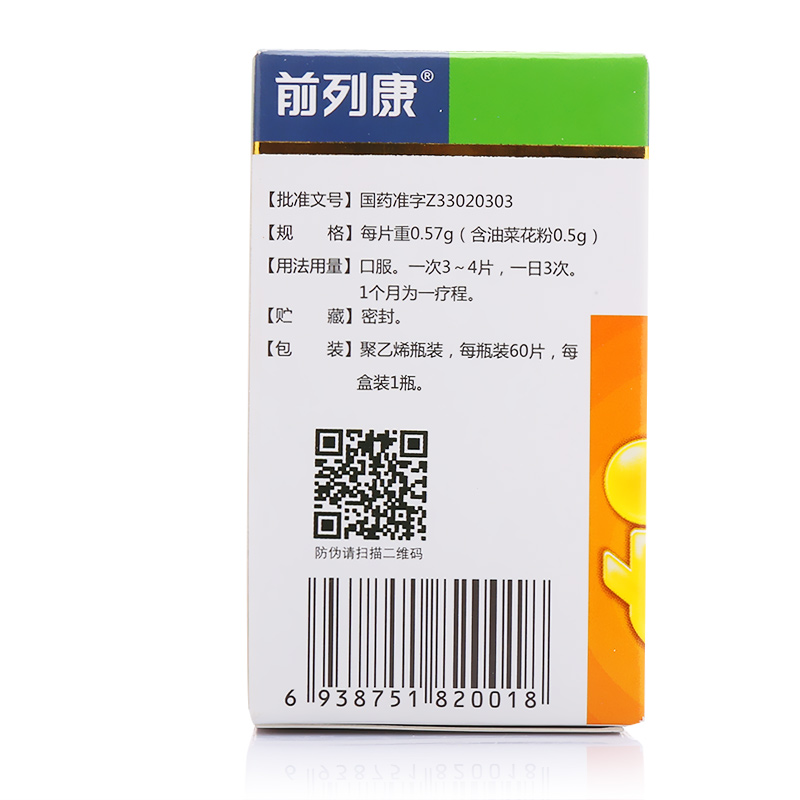 前列康®
【批准文号】国药准字Z33020303
【规 格】每片重0.57g（含油菜花粉0.5g）
【用法用量】口服。一次3～4片，一日3次。
1个月为一疗程。
【贮 藏】密封。
【包 装】聚乙烯瓶装，每瓶装60片，每
盒装1瓶。
防伪请扫描二维码
6 938751 820018